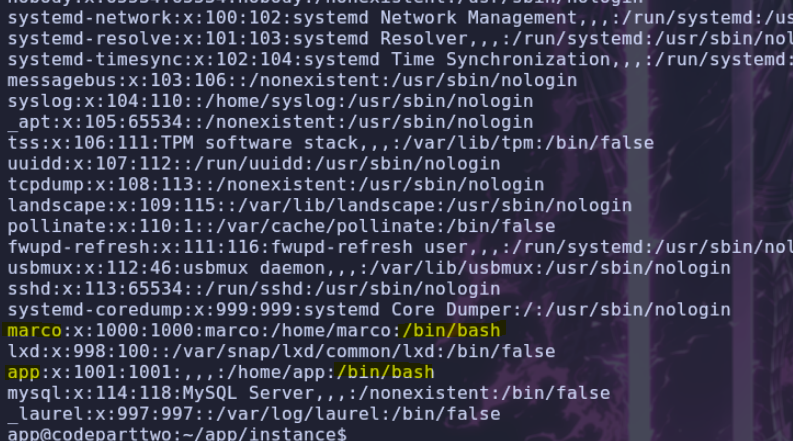 systemd-network:x:100:102:systemd Network Management,,,:/run/systemd:/us
systemd-resolve:x:101:103:systemd Resolver,,,:/run/systemd:/usr/sbin/nol
systemd-timesync:x:102:104:systemd Time Synchronization,,,:/run/systemd:
messagebus:x:103:106::/nonexistent:/usr/sbin/nologin
syslog:x:104:110::/home/syslog:/usr/sbin/nologin
_apt:x:105:65534::/nonexistent:/usr/sbin/nologin
tss:x:106:111:TPM software stack,,,:/var/lib/tpm:/bin/false
uuidd:x:107:112::/run/uuidd:/usr/sbin/nologin
tcpdump:x:108:113::/nonexistent:/usr/sbin/nologin
landscape:x:109:115::/var/lib/landscape:/usr/sbin/nologin
pollinate:x:110:1::/var/cache/pollinate:/bin/false
fwupd-refresh:x:111:116:fwupd-refresh user,,,:/run/systemd:/usr/sbin/nol
usbmux:x:112:46:usbmux daemon,,,:/var/lib/usbmux:/usr/sbin/nologin
sshd:x:113:65534::/run/sshd:/usr/sbin/nologin
systemd-coredump:x:999:999:systemd Core Dumper:/:/usr/sbin/nologin
marco:x:1000:1000:marco:/home/marco:/bin/bash
lxd:x:998:100::/var/snap/lxd/common/lxd:/bin/false
app:x:1001:1001:,,,:/home/app:/bin/bash
mysql:x:114:118:MySQL Server,,,:/nonexistent:/bin/false
_laurel:x:997:997::/var/log/laurel:/bin/false
app@codeparttwo:~/app/instance$